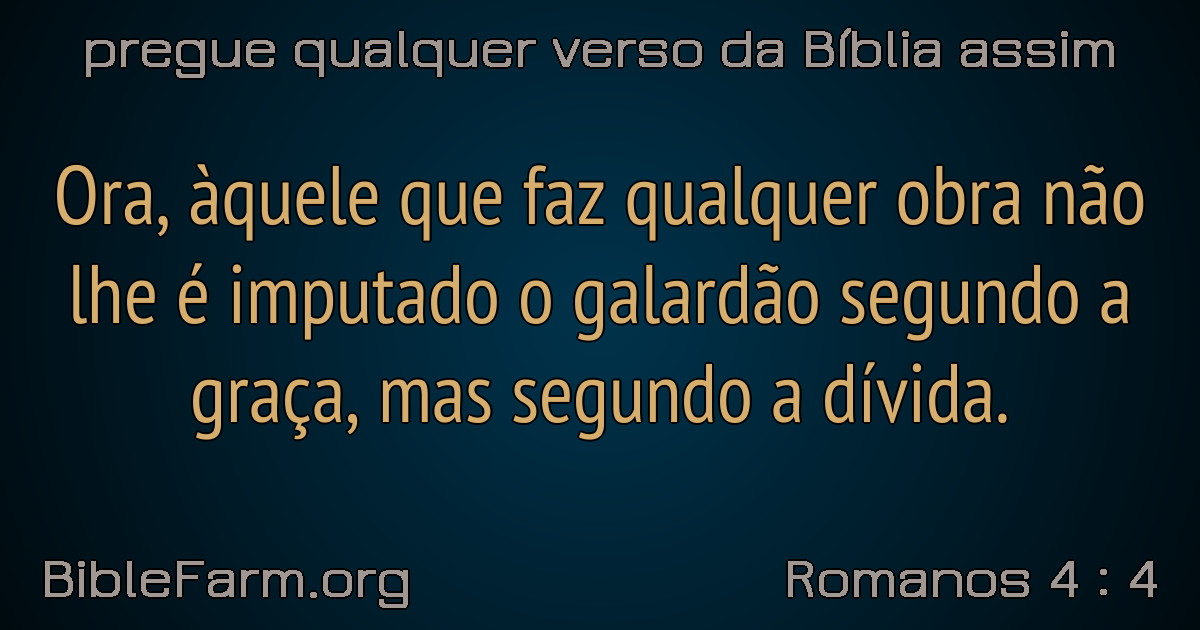 pregue qualquer verso da Bíblia assim
Ora, àquele que faz qualquer obra não
lhe é imputado o galardão segundo a
graça, mas segundo a dívida.
BibleFarm.org
Romanos 4 : 4